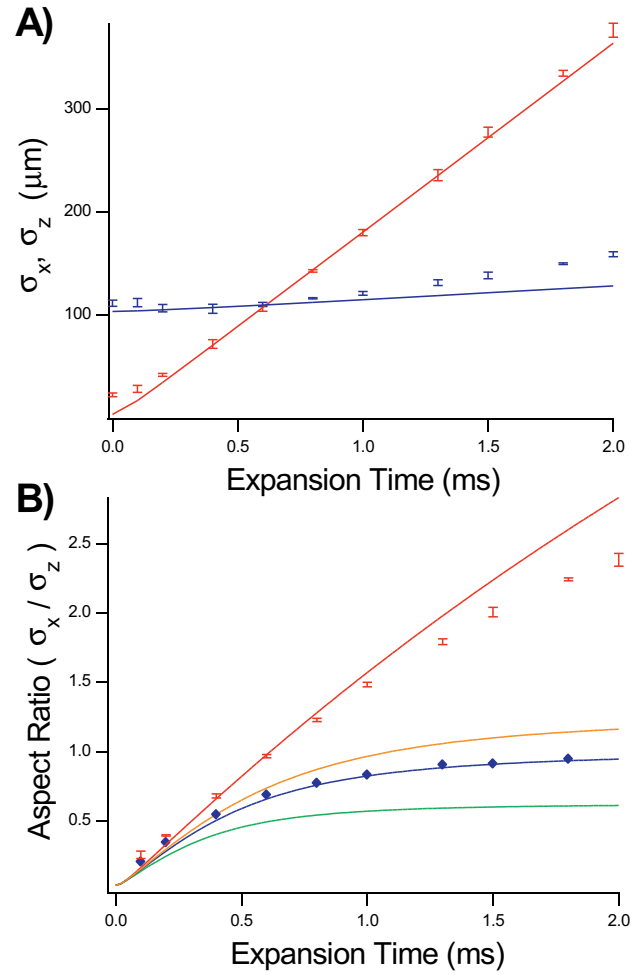 A)
300
200
100
σx, σz (μm)
0.0 0.5 1.0 1.5 2.0
Expansion Time (ms)
B)
2.5
2.0
1.5
1.0
0.5
Aspect Ratio ( σx / σz )
0.0 0.5 1.0 1.5 2.0
Expansion Time (ms)